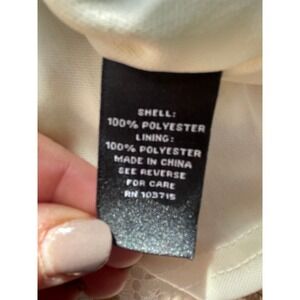 SHELL:
100% POLYESTER
LINING:
100% POLYESTER
MADE IN CHINA
SEE REVERSE
FOR CARE
RN 103715